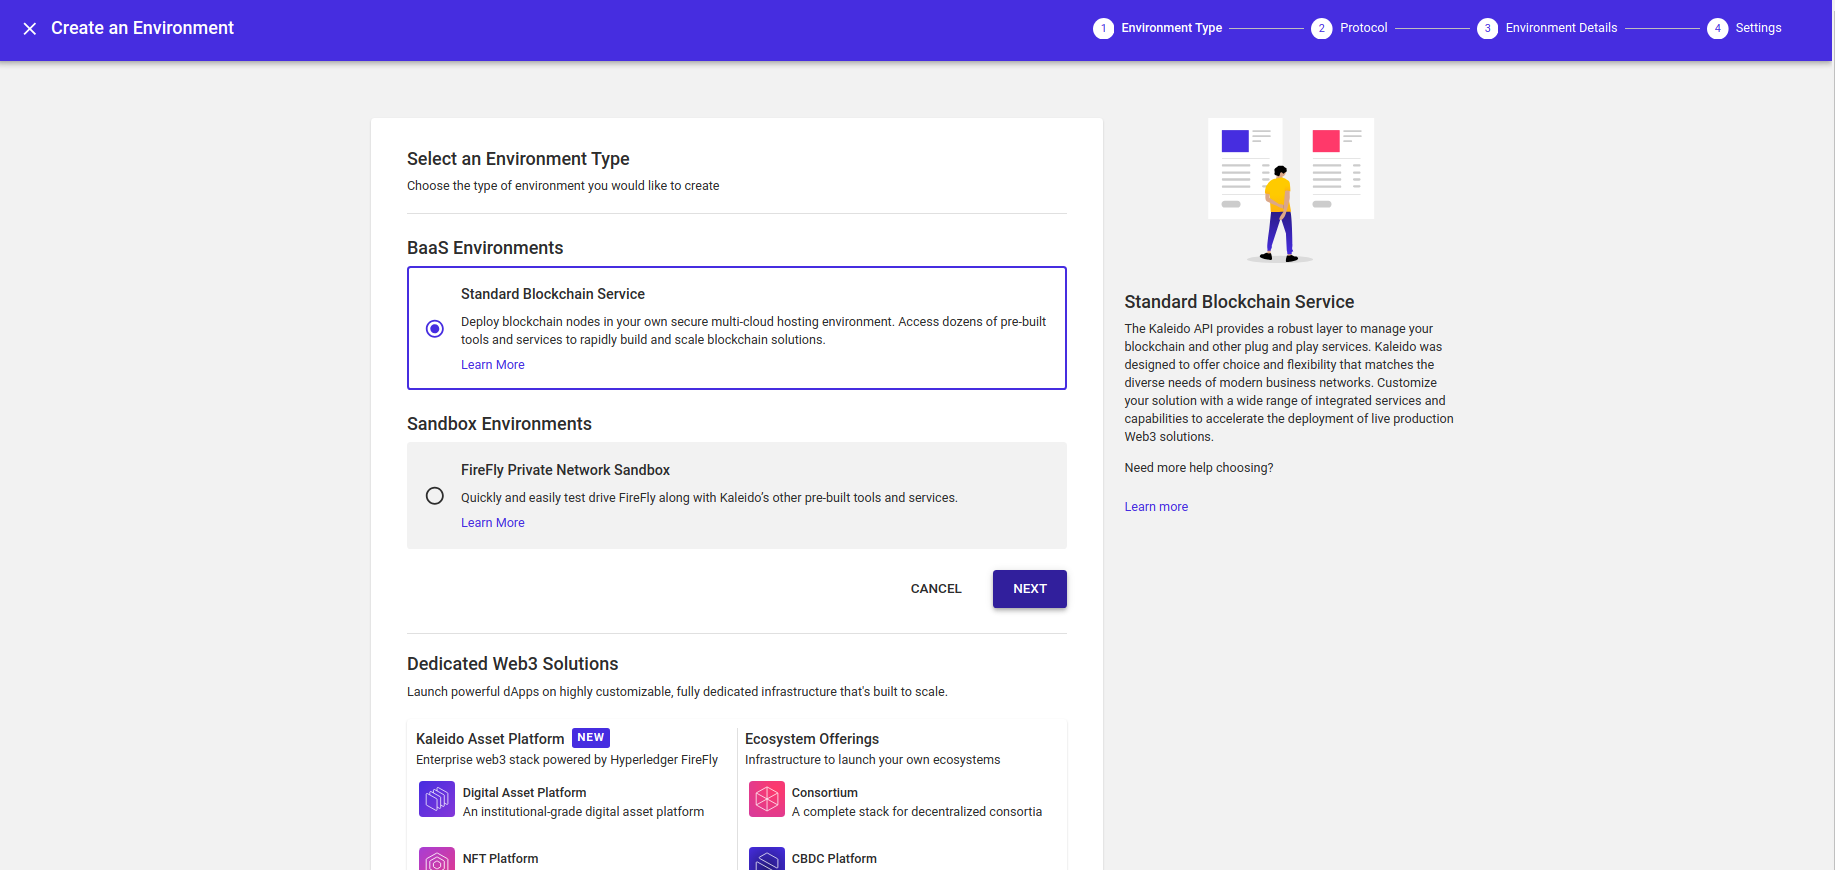 Create an Environment
1 Environment Type 2 Protocol 3 Environment Details 4 Settings
Select an Environment Type
Choose the type of environment you would like to create
BaaS Environments
Standard Blockchain Service
Deploy blockchain nodes in your own secure multi-cloud hosting environment. Access dozens of pre-built
tools and services to rapidly build and scale blockchain solutions.
Learn More
Sandbox Environments
FireFly Private Network Sandbox
Quickly and easily test drive FireFly along with Kaleido's other pre-built tools and services.
Learn More
CANCEL NEXT
Dedicated Web3 Solutions
Launch powerful dApps on highly customizable, fully dedicated infrastructure that's built to scale.
Kaleido Asset Platform NEW
Enterprise web3 stack powered by Hyperledger FireFly
Digital Asset Platform
An institutional-grade digital asset platform
NFT Platform
Ecosystem Offerings
Infrastructure to launch your own ecosystems
Consortium
A complete stack for decentralized consortia
CBDC Platform
Standard Blockchain Service
The Kaleido API provides a robust layer to manage your
blockchain and other plug and play services. Kaleido was
designed to offer choice and flexibility that matches the
diverse needs of modern business networks. Customize
your solution with a wide range of integrated services and
capabilities to accelerate the deployment of live production
Web3 solutions.
Need more help choosing?
Learn more